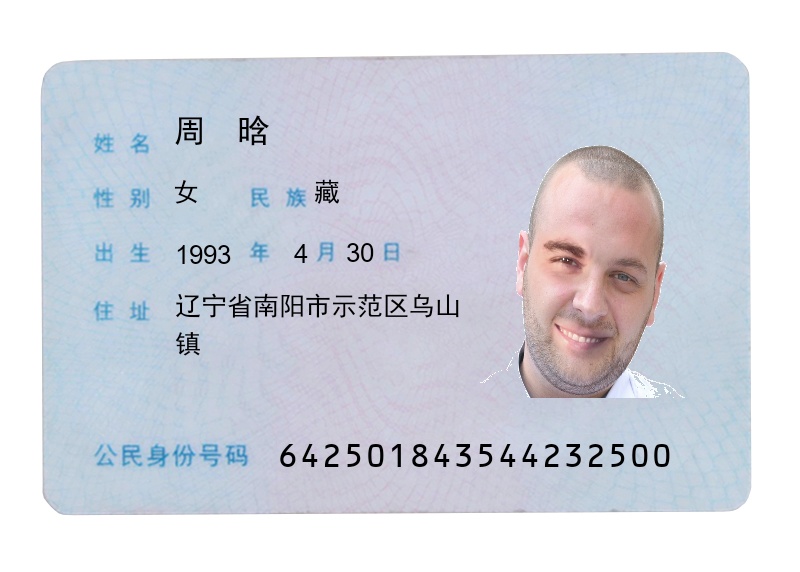 姓名 周晗
性别 女 民族 藏
出生 1993 年 4 月 30 日
住址 辽宁省南阳市示范区乌山
镇
公民身份号码 642501843544232500